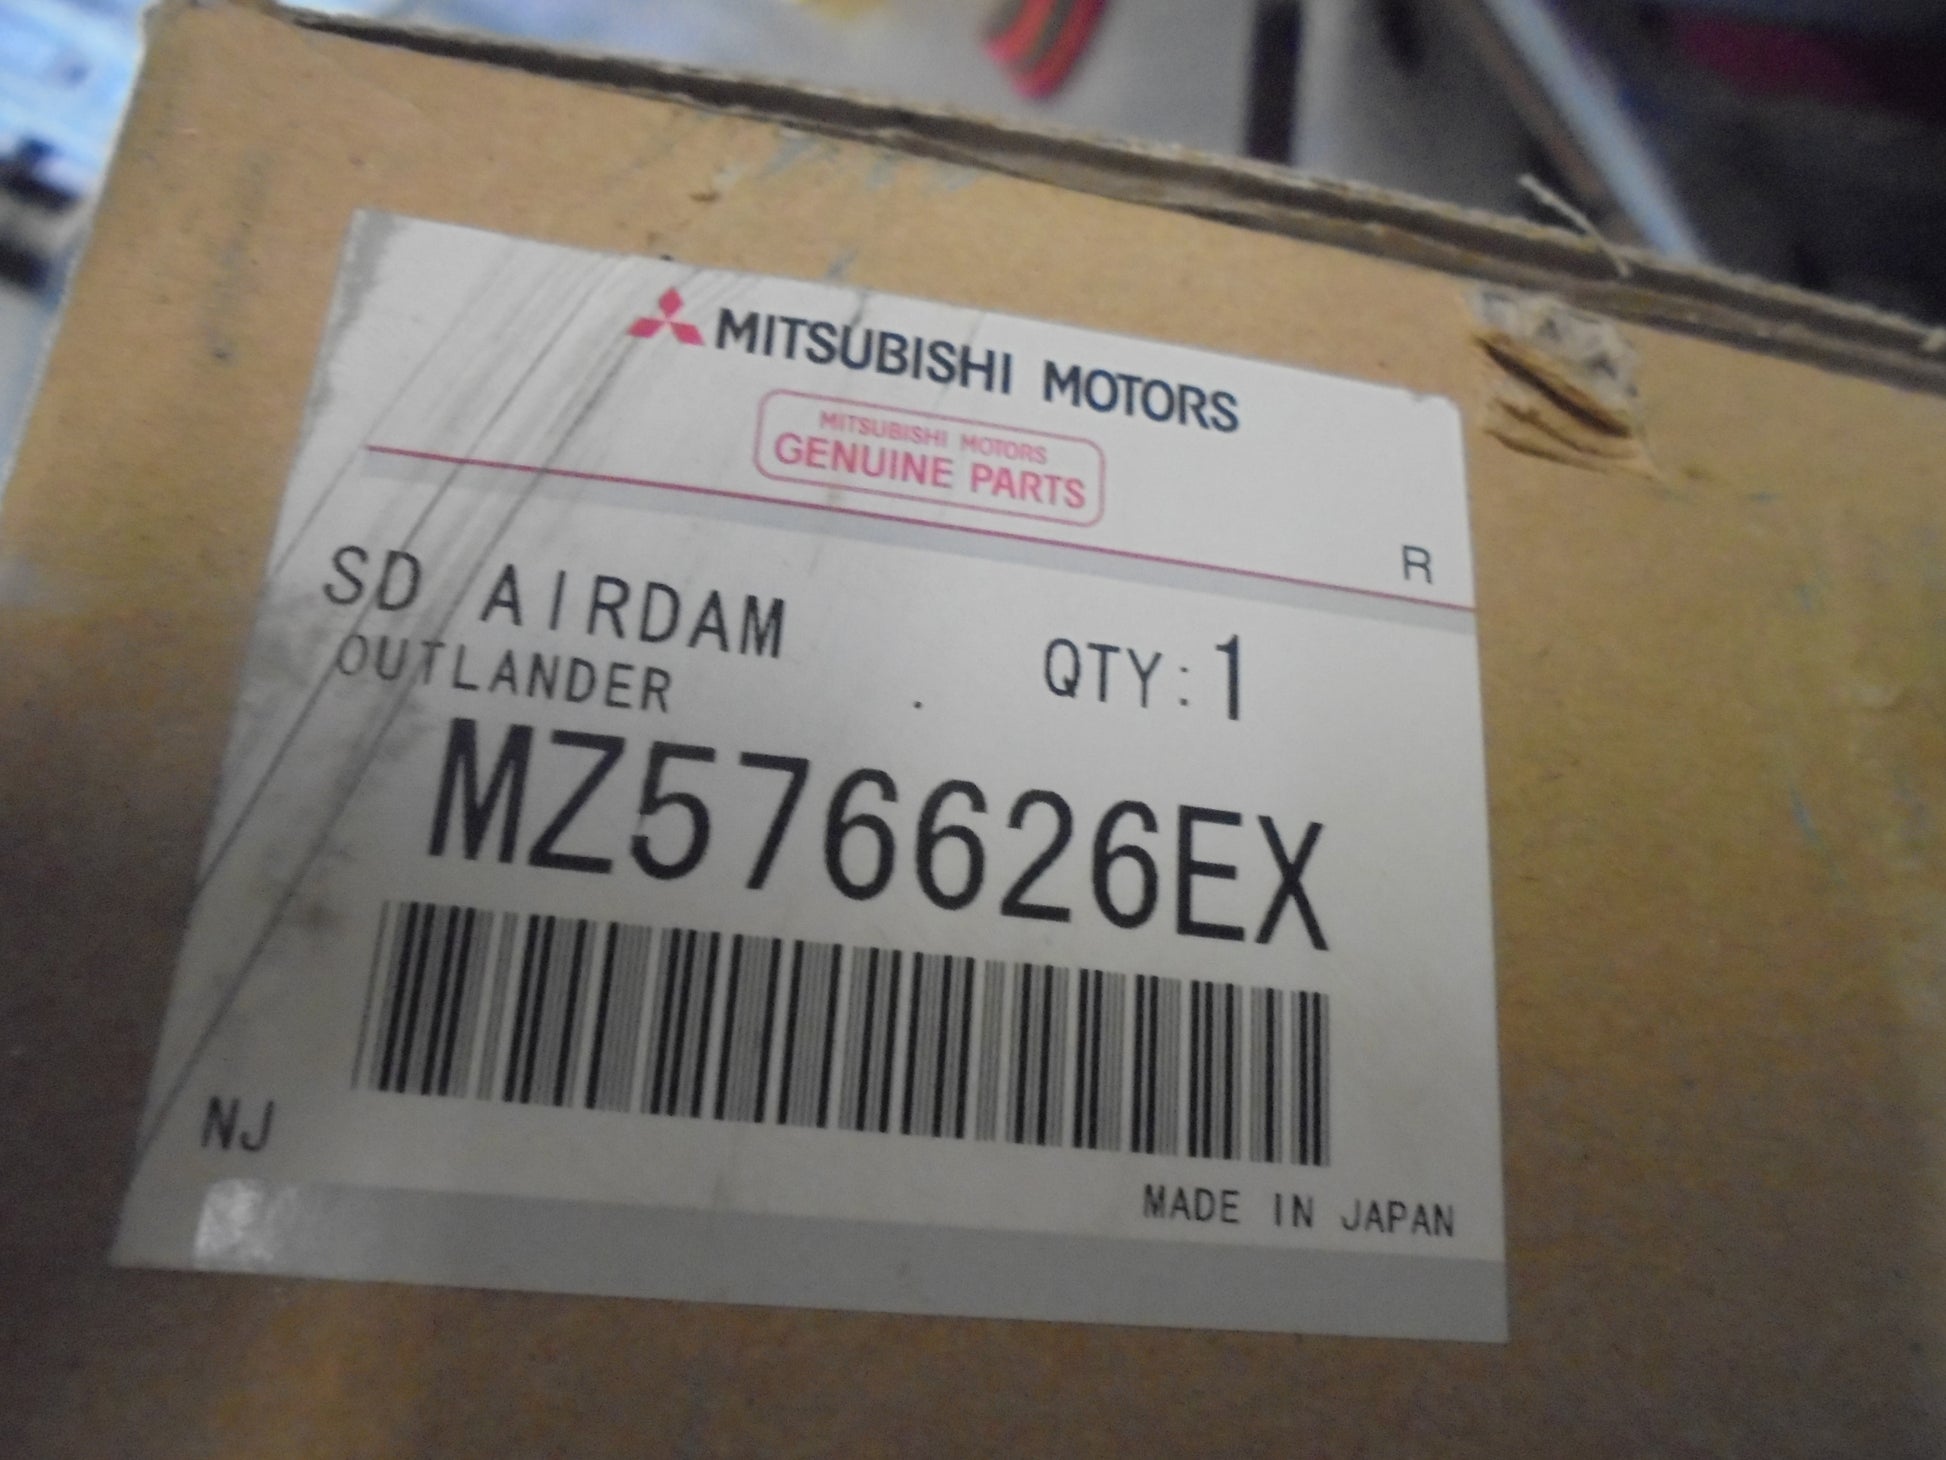 MITSUBISHI MOTORS
MITSUBISHI MOTORS
GENUINE PARTS
R
SD AIRDAM
OUTLANDER
QTY:1
MZ576626EX
NJ
MADE IN JAPAN